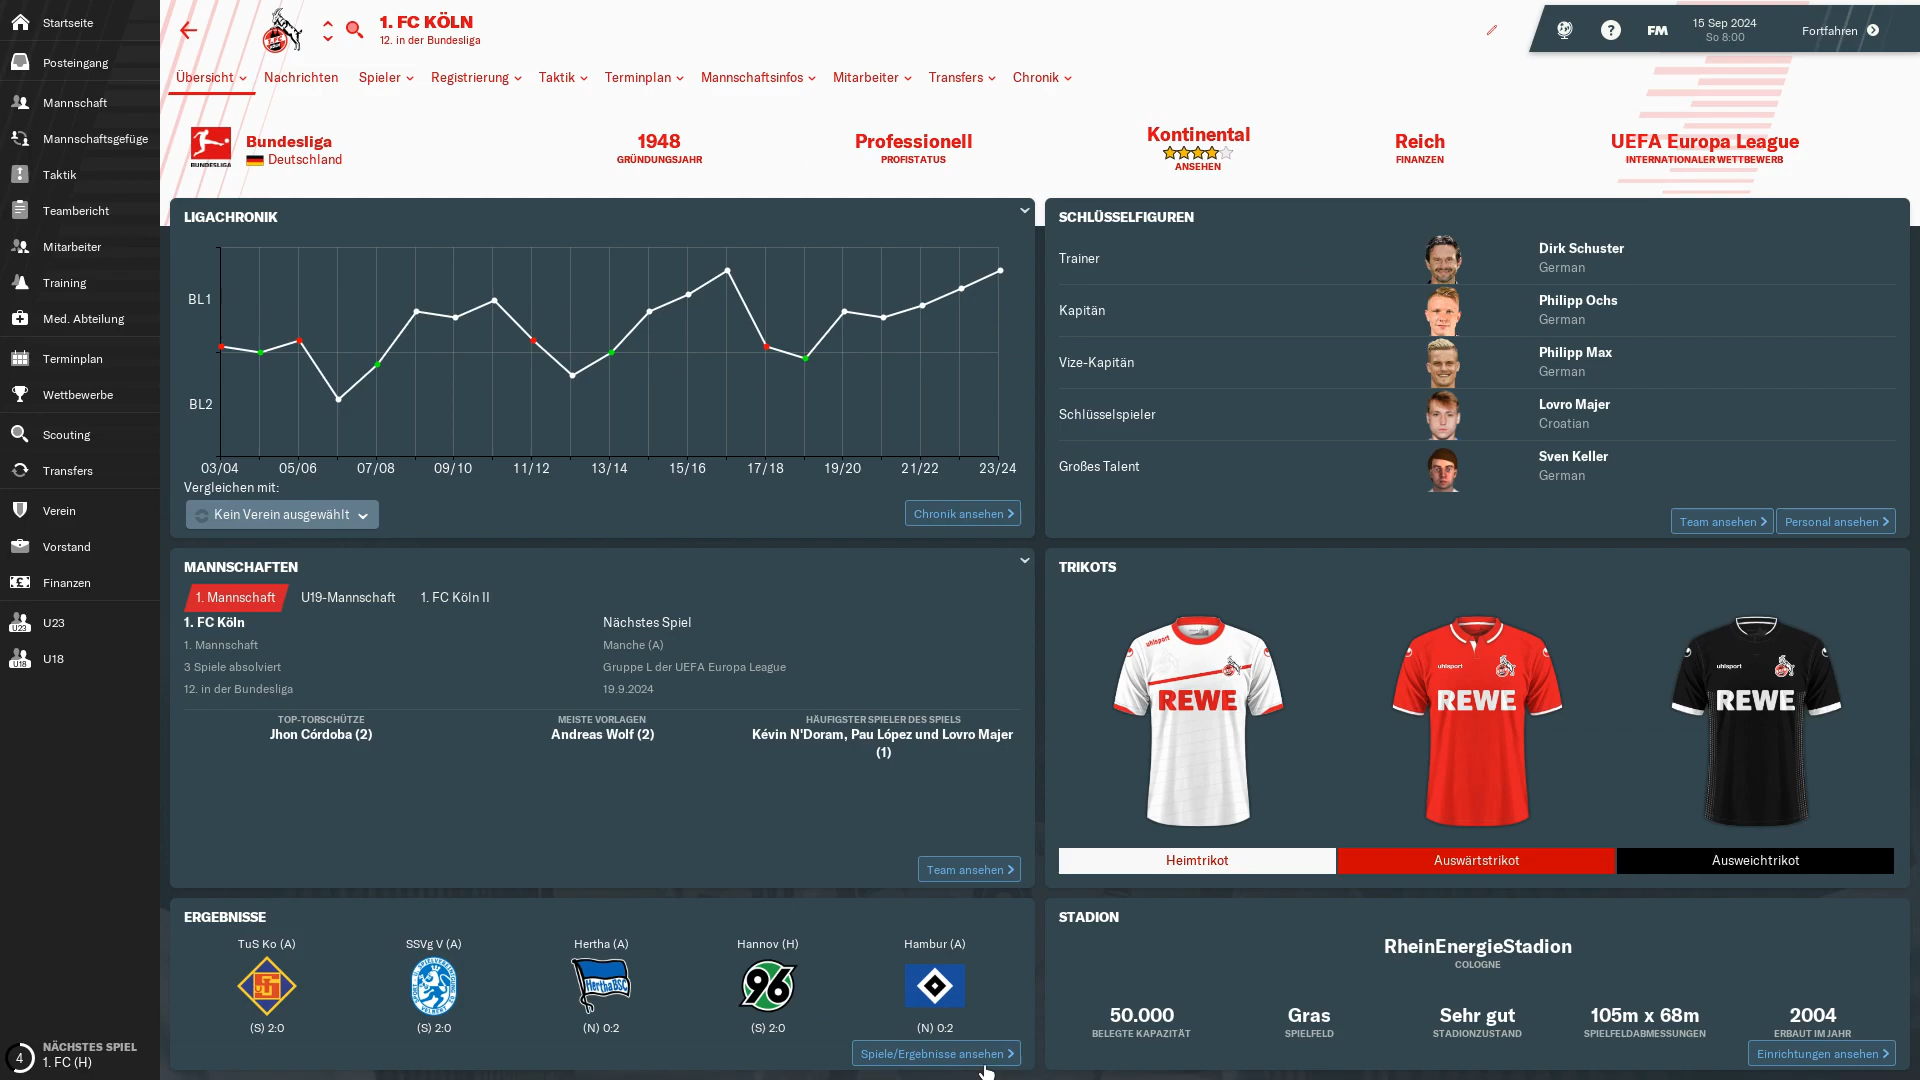 Startseite
Posteingang
Mannschaft
Mannschaftsgefüge
Taktik
Teambericht
Mitarbeiter
Training
Med. Abteilung
Terminplan
Wettbewerbe
Scouting
Transfers
Verein
Vorstand
Finanzen
U23
U23
U18
U18
4
NÄCHSTES SPIEL
1. FC (H)
1. FC KÖLN
12. in der Bundesliga
?
FM
15 Sep 2024
So 8:00
Fortfahren
Übersicht Nachrichten Spieler Registrierung Taktik Terminplan Mannschaftsinfos Mitarbeiter Transfers Chronik
BUNDESLIGA
Bundesliga
Deutschland
1948
GRÜNDUNGSJAHR
Professionell
PROFISTATUS
Kontinental
ANSEHEN
Reich
FINANZEN
UEFA Europa League
INTERNATIONALER WETTBEWERB
LIGACHRONIK
BL1
BL2
03/04 05/06 07/08 09/10 11/12 13/14 15/16 17/18 19/20 21/22 23/24
Vergleichen mit:
Kein Verein ausgewählt
Chronik ansehen
SCHLÜSSELFIGUREN
Trainer
Dirk Schuster
German
Kapitän
Philipp Ochs
German
Vize-Kapitän
Philipp Max
German
Schlüsselspieler
Lovro Majer
Croatian
Großes Talent
Sven Keller
German
Team ansehen
Personal ansehen
MANNSCHAFTEN
1. Mannschaft U19-Mannschaft 1. FC Köln II
1. FC Köln
1. Mannschaft
3 Spiele absolviert
12. in der Bundesliga
Nächstes Spiel
Manche (A)
Gruppe L der UEFA Europa League
19.9.2024
TOP-TORSCHÜTZE
Jhon Córdoba (2)
MEISTE VORLAGEN
Andreas Wolf (2)
HÄUFIGSTER SPIELER DES SPIELS
Kévin N'Doram, Pau López und Lovro Majer
(1)
Team ansehen
TRIKOTS
uhlsport
REWE
uhlsport
REWE
uhlsport
REWE
Heimtrikot
Auswärtstrikot
Ausweichtrikot
ERGEBNISSE
TuS Ko (A)
(S) 2:0
SSVg V (A)
(S) 2:0
Hertha (A)
Hertha BSC
(N) 0:2
Hannov (H)
96
(S) 2:0
Hambur (A)
(N) 0:2
Spiele/Ergebnisse ansehen
STADION
RheinEnergieStadion
COLOGNE
50.000
BELEGTE KAPAZITÄT
Gras
SPIELFELD
Sehr gut
STADIONZUSTAND
105m x 68m
SPIELFELDABMESSUNGEN
2004
ERBAUT IM JAHR
Einrichtungen ansehen